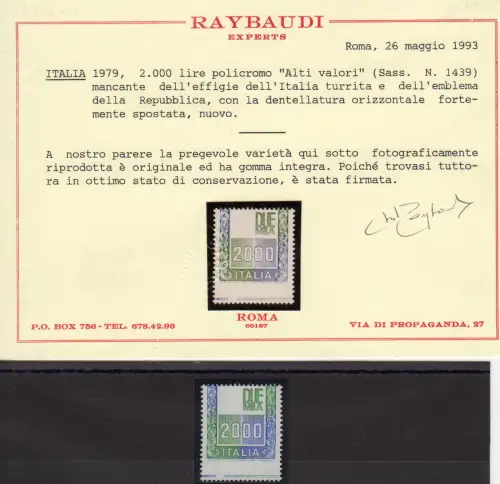 RAYBAUDI
EXPERTS
Roma, 26 maggio 1993
ITALIA 1979, 2.000 lire policromo "Alti valori" (Sass. N. 1439)
mancante dell'effigie dell'Italia turrita e dell'emblema
della Repubblica, con la dentellatura orizzontale forte-
mente spostata, nuovo.
A nostro parere la pregevole varietà qui sotto fotograficamente
riprodotta è originale ed ha gomma integra. Poiché trovasi tutto-
ra in ottimo stato di conservazione, è stata firmata.
DUE
MILA
2000
ITALIA
ROMA
00187
P.O. BOX 756 - TEL. 678.42.96
VIA DI PROPAGANDA, 27
DUE
MILA
2000
ITALIA